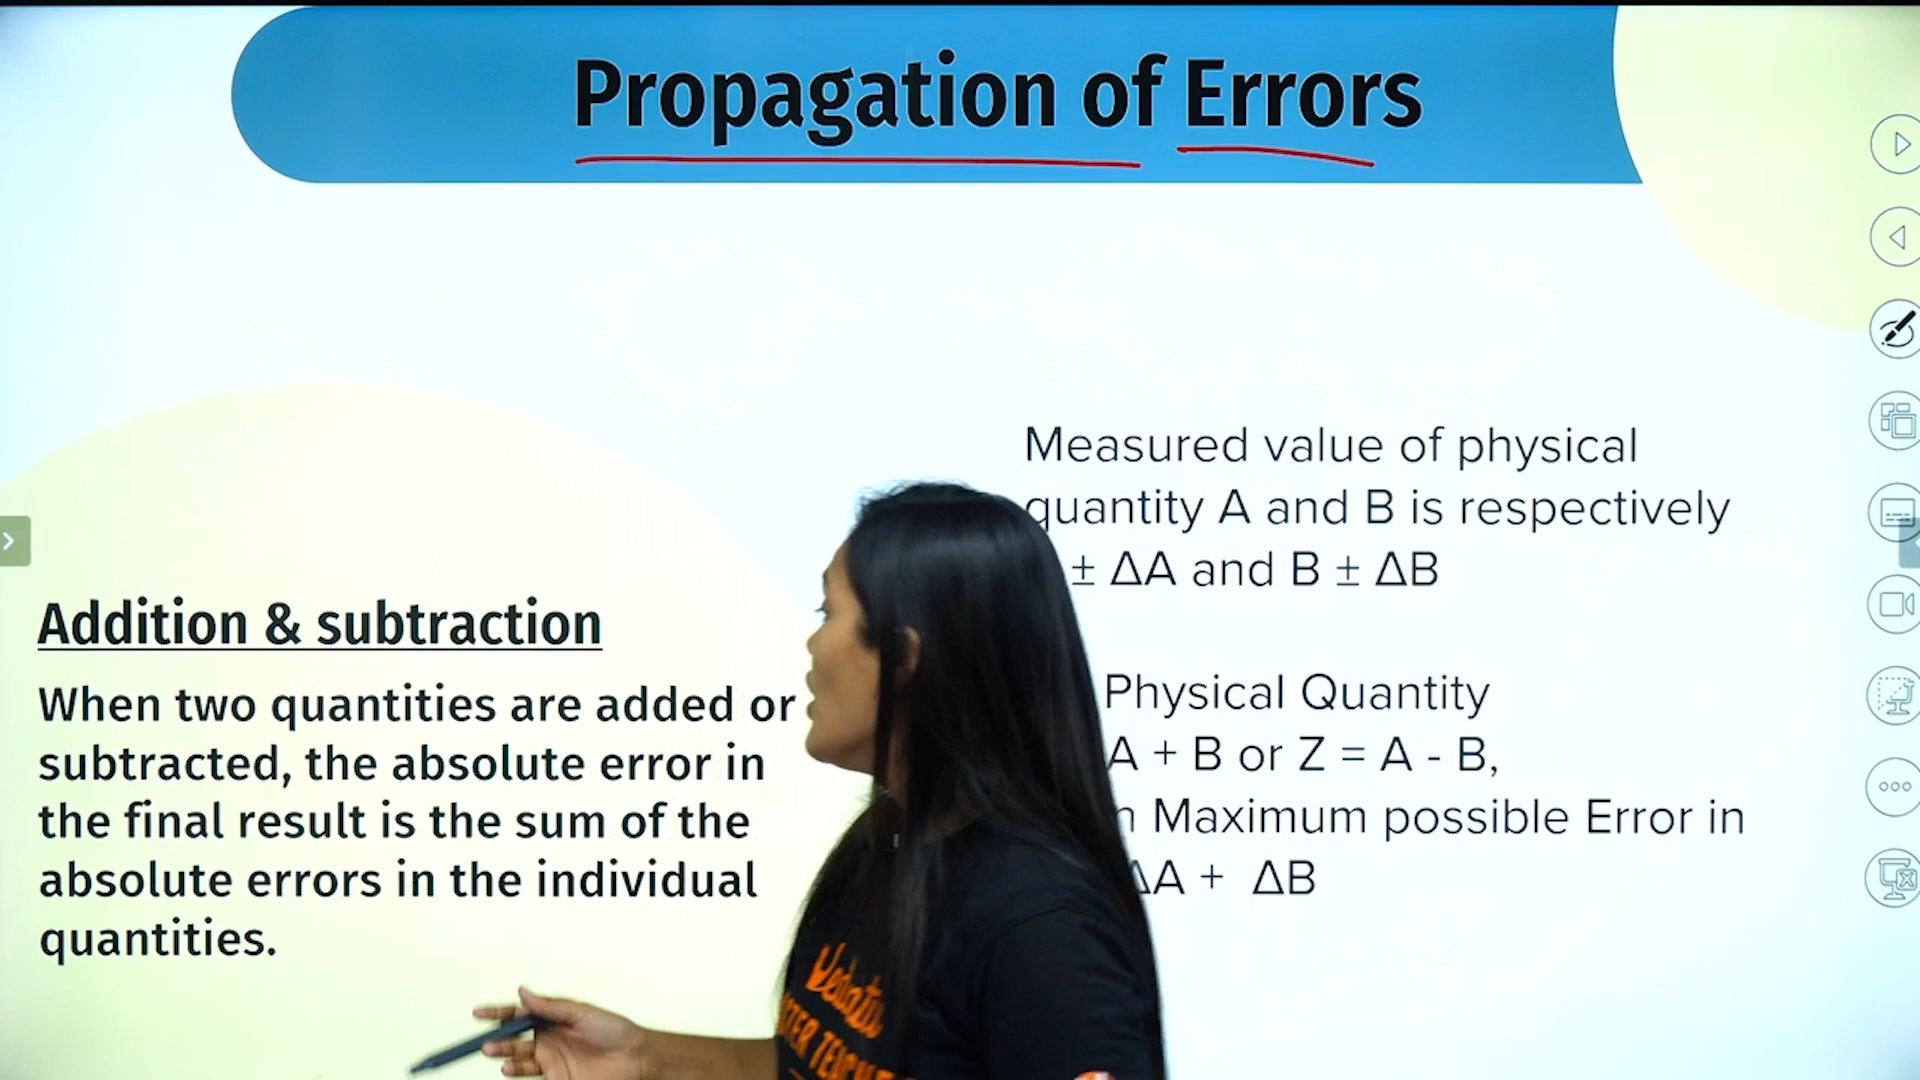 Propagation of Errors
Measured value of physical
quantity A and B is respectively
± ΔA and B ± ΔB
Addition & subtraction
When two quantities are added or
subtracted, the absolute error in
the final result is the sum of the
absolute errors in the individual
quantities.
Physical Quantity
A + B or Z = A - B,
Maximum possible Error in
ΔA + ΔB
Vedantu